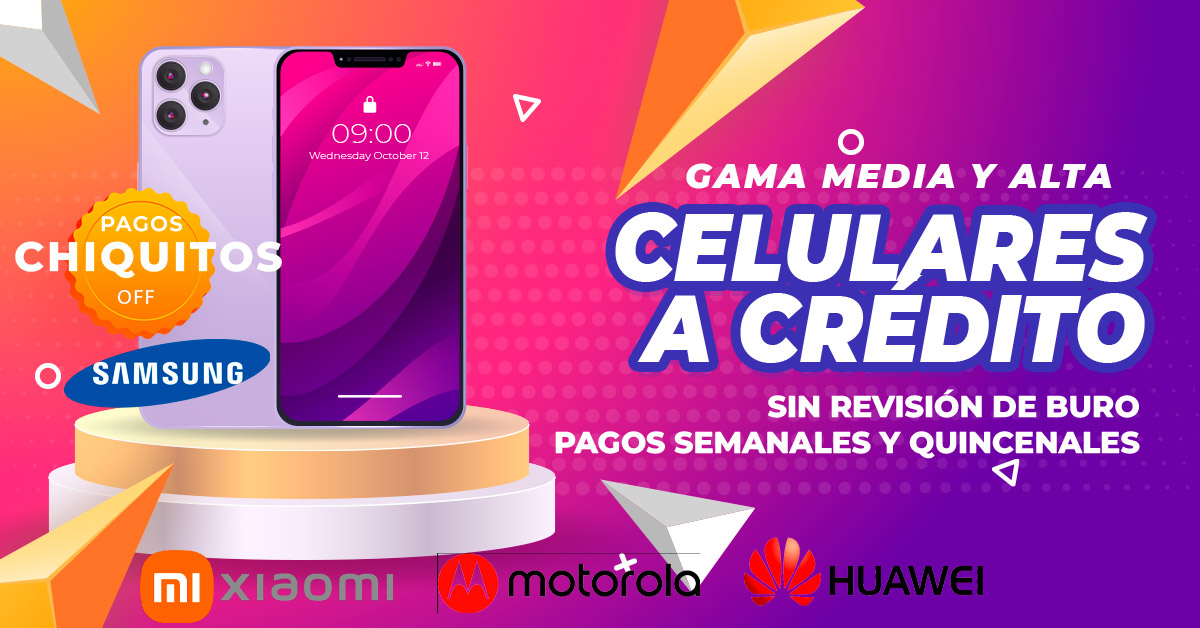 09:00
Wednesday October 12
PAGOS
CHIQUITOS
OFF
SAMSUNG
GAMA MEDIA Y ALTA
CELULARES
A CRÉDITO
SIN REVISIÓN DE BURO
PAGOS SEMANALES Y QUINCENALES
mi xiaomi
motorola
HUAWEI